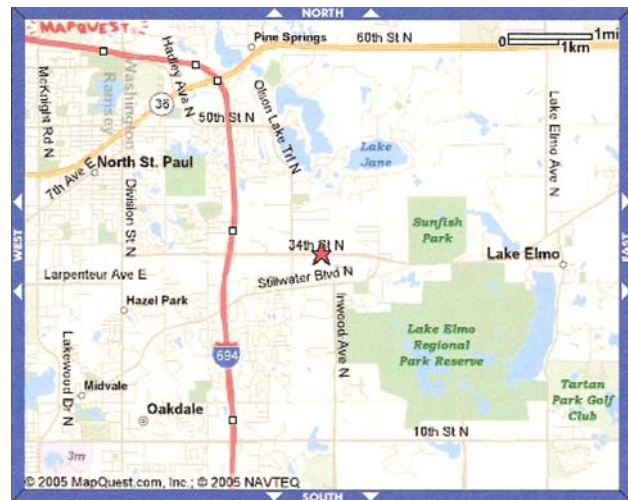 NORTH
MAPQUEST
Pine Springs
60th St N
1mi
0
1km
McKnight Rd N
Ramsey
Washington
Hadley Ava N
36
50th St N
Olson Lake Trl N
Lake
Jane
Lake Elmo Ave N
North St. Paul
7th Ave E
Division St N
WEST
EAST
Sunfish
Park
34th St N
Lake Elmo
Larpenteur Ave E
Stillwater Blvd N
Hazel Park
Inwood Ave N
Lake Elmo
Regional
Park Reserve
694
Lakewood Dr N
Midvale
Oakdale
Tartan
Park Golf
Club
10th St N
3m
© 2005 MapQuest.com, Inc.; © 2005 NAVTEQ
SOUTH